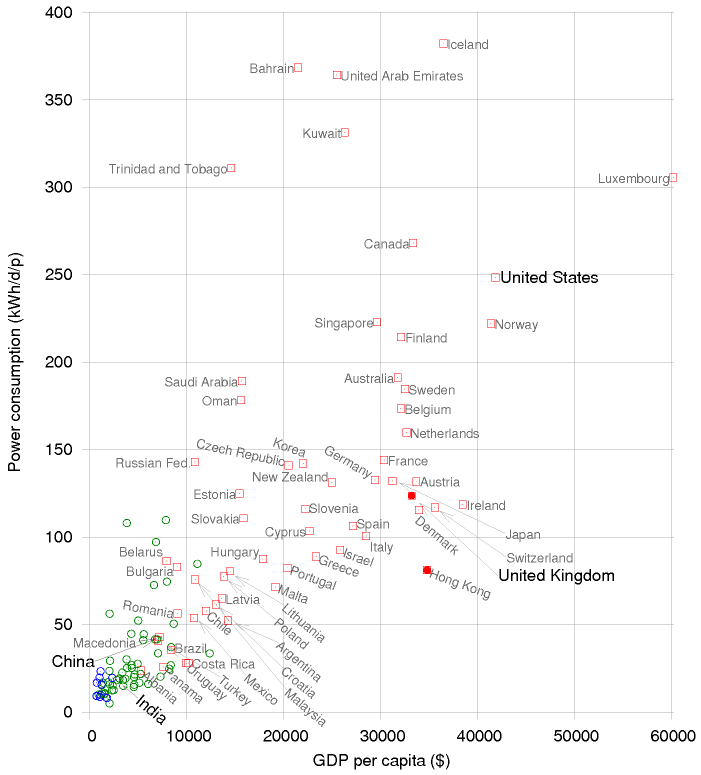 400
Iceland
Bahrain
United Arab Emirates
350
Kuwait
Trinidad and Tobago
300
Luxembourg
Canada
250
United States
Singapore
Norway
Finland
200
Saudi Arabia
Australia
Sweden
Oman
Belgium
Netherlands
150
Korea
Czech Republic
Germany
France
Russian Fed.
New Zealand
Austria
Estonia
Ireland
Slovenia
Slovakia
Spain
Cyprus
Denmark
Japan
100
Italy
Belarus
Hungary
Israel
Greece
Switzerland
Bulgaria
Portugal
Hong Kong
United Kingdom
Malta
Latvia
Lithuania
Romania
Chile
Poland
50
Macedonia
Brazil
Argentina
China
Costa Rica
Croatia
Albania
Panama
Uruguay
Turkey
Mexico
Malaysia
India
0
0 10000 20000 30000 40000 50000 60000
GDP per capita ($)
Power consumption (kWh/d/p)